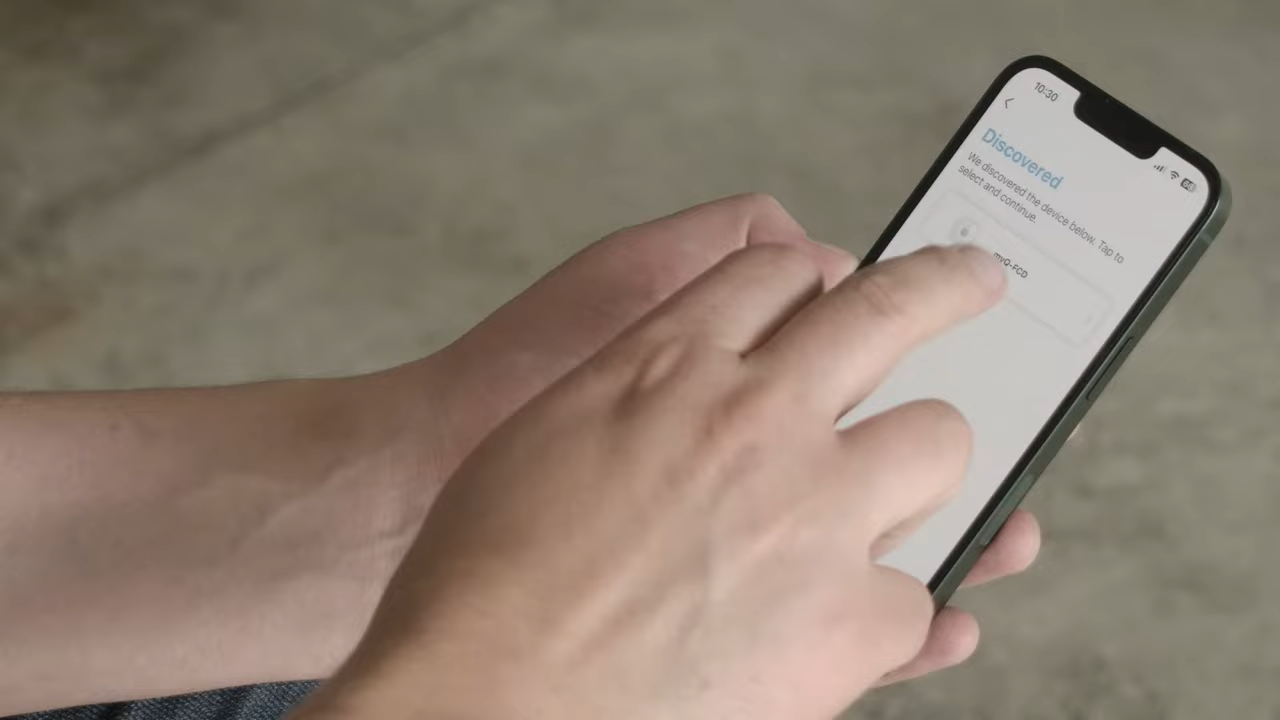 10:30
Discovered
We discovered the device below. Tap to
select and continue.
myQ-FCD